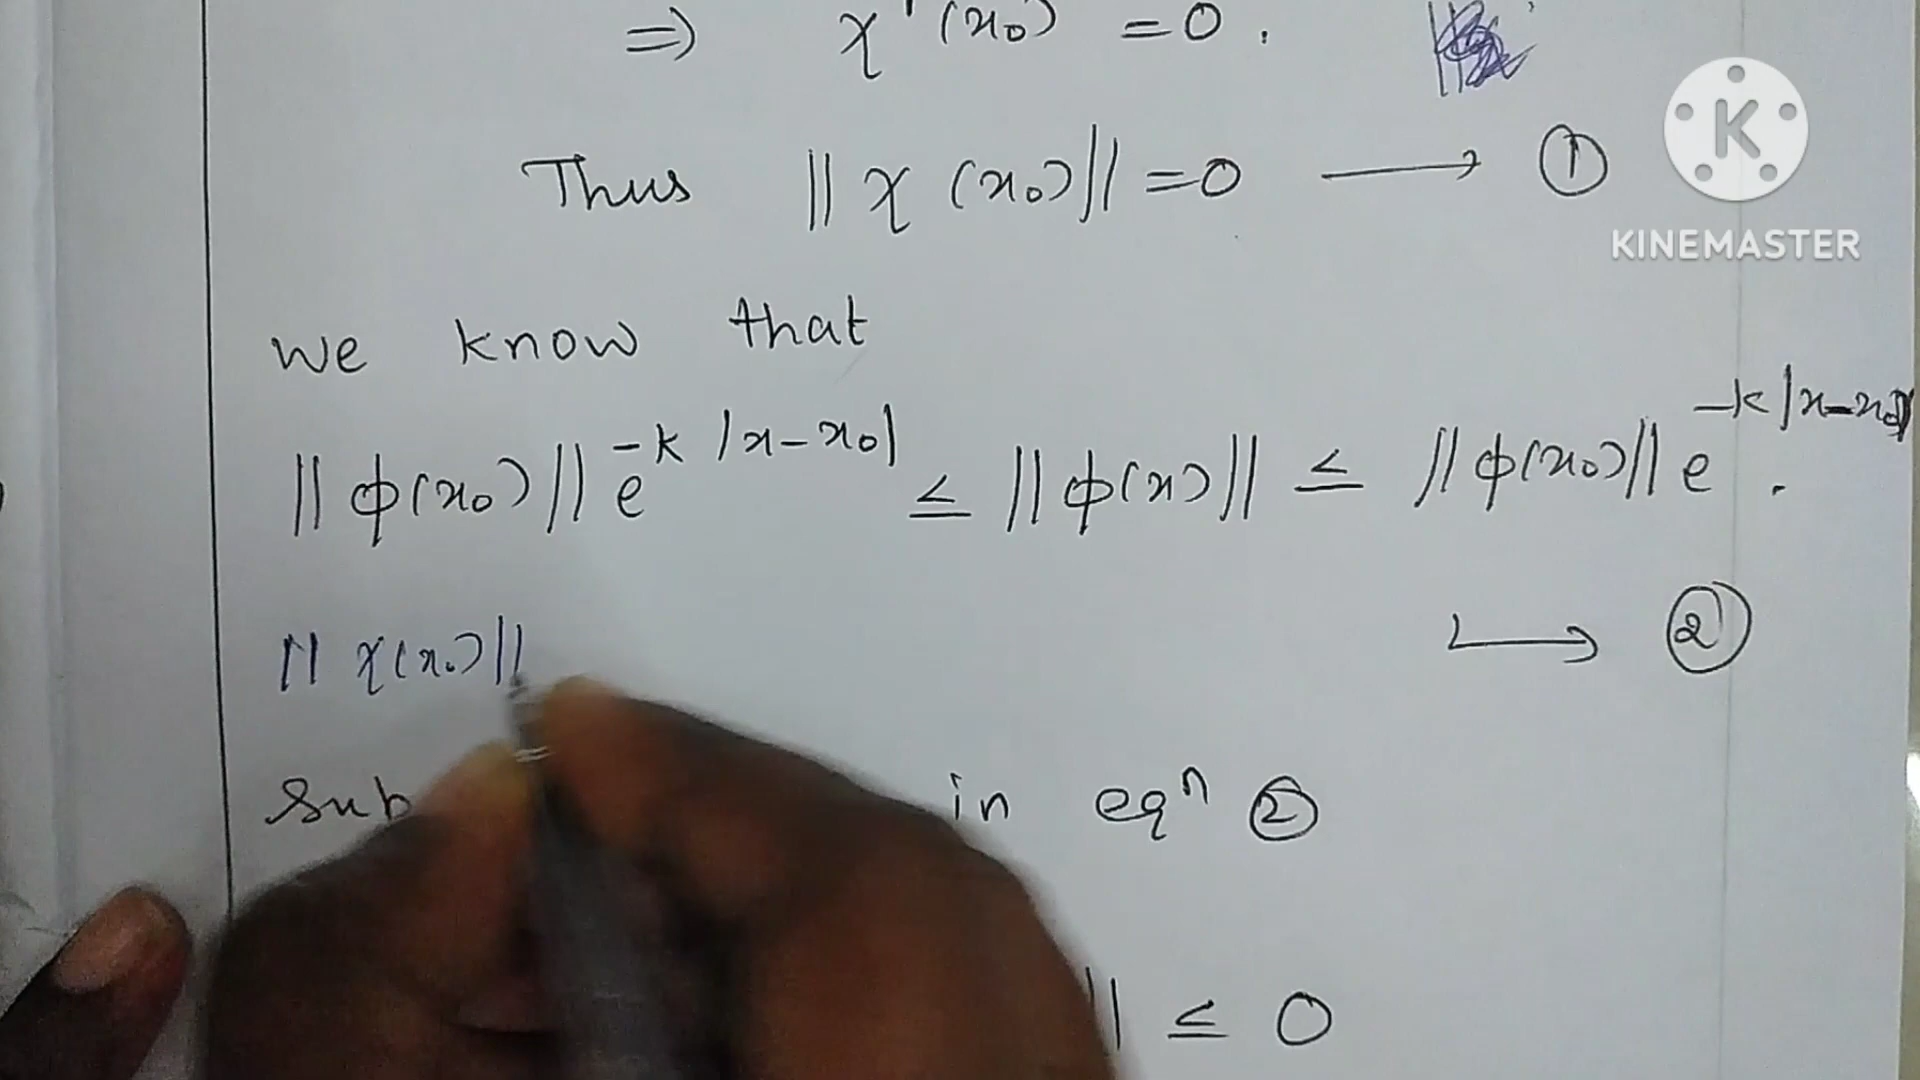 => χ'(x₀) = 0 .
Thus ||χ(x₀)|| = 0 → ①
K
KINEMASTER
we know that
||φ(x₀)|| e^{-k|x-x₀|} ≤ ||φ(x)|| ≤ ||φ(x₀)|| e^{-k|x-x₀|} .
→ ②
||χ(x₀)||
in eqⁿ ②
| ≤ 0